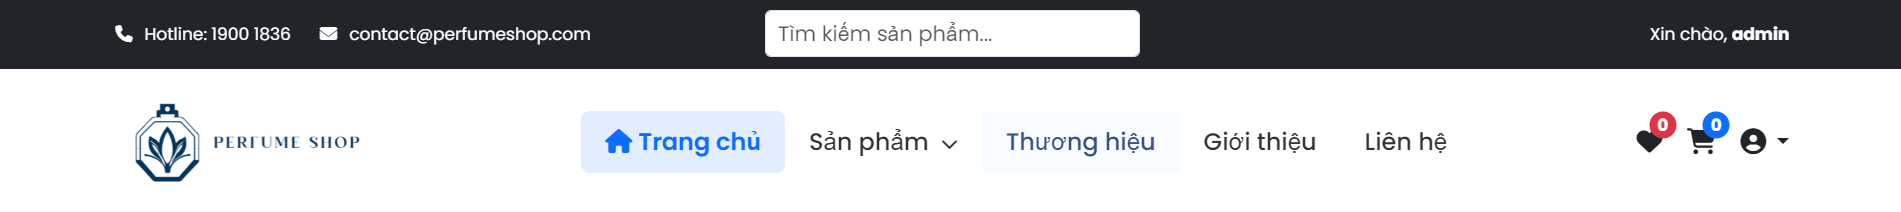 Hotline: 1900 1836 contact@perfumeshop.com Tìm kiếm sản phẩm... Xin chào, admin
PERFUME SHOP Trang chủ Sản phẩm Thương hiệu Giới thiệu Liên hệ 0 0